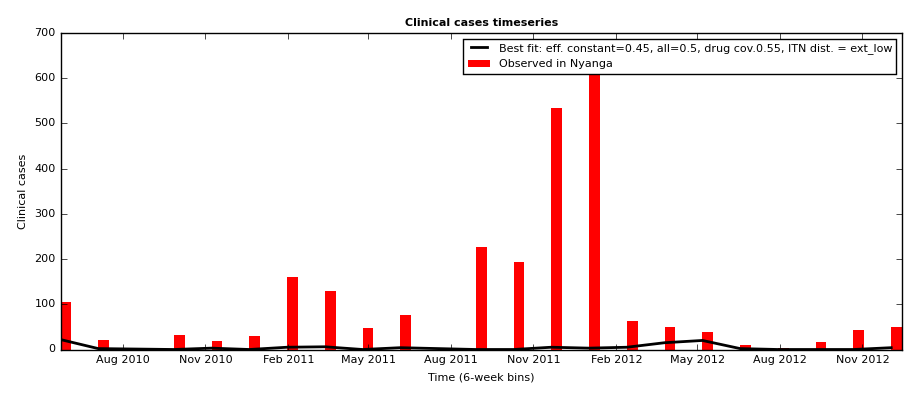 Clinical cases timeseries
700
600
500
400
300
200
100
0
Clinical cases
Best fit: eff. constant=0.45, all=0.5, drug cov.0.55, ITN dist. = ext_low
Observed in Nyanga
Aug 2010 Nov 2010 Feb 2011 May 2011 Aug 2011 Nov 2011 Feb 2012 May 2012 Aug 2012 Nov 2012
Time (6-week bins)